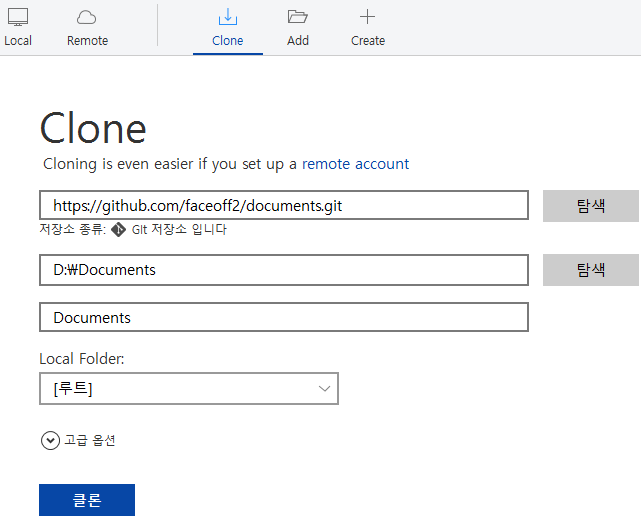 Local Remote Clone Add Create
Clone
Cloning is even easier if you set up a remote account
https://github.com/faceoff2/documents.git 탐색
저장소 종류: Git 저장소 입니다
D:₩Documents 탐색
Documents
Local Folder:
[루트]
고급 옵션
클론